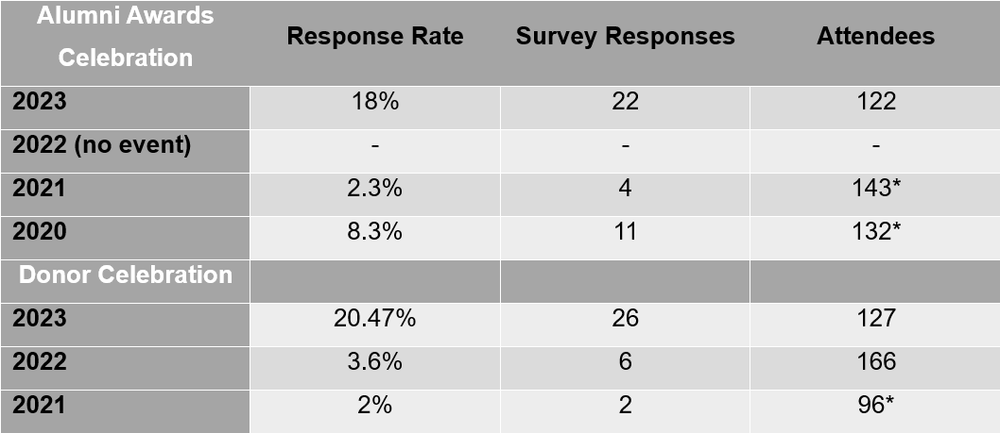 Alumni Awards
Celebration
Response Rate Survey Responses Attendees
2023 18% 22 122
2022 (no event) - - -
2021 2.3% 4 143*
2020 8.3% 11 132*
Donor Celebration
2023 20.47% 26 127
2022 3.6% 6 166
2021 2% 2 96*